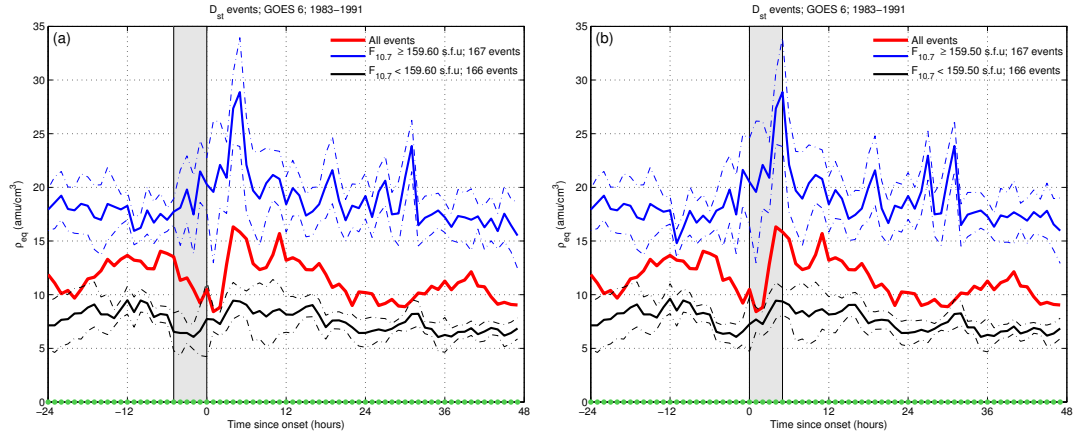 D_st events; GOES 6; 1983−1991
(a)
All events
F_10.7 ≥ 159.60 s.f.u; 167 events
F_10.7 < 159.60 s.f.u; 166 events
35
30
25
20
15
10
5
0
ρ_eq (amu/cm³)
−24
−12
0
12
24
36
48
Time since onset (hours)
D_st events; GOES 6; 1983−1991
(b)
All events
F_10.7 ≥ 159.50 s.f.u; 167 events
F_10.7 < 159.50 s.f.u; 166 events
35
30
25
20
15
10
5
0
ρ_eq (amu/cm³)
−24
−12
0
12
24
36
48
Time since onset (hours)